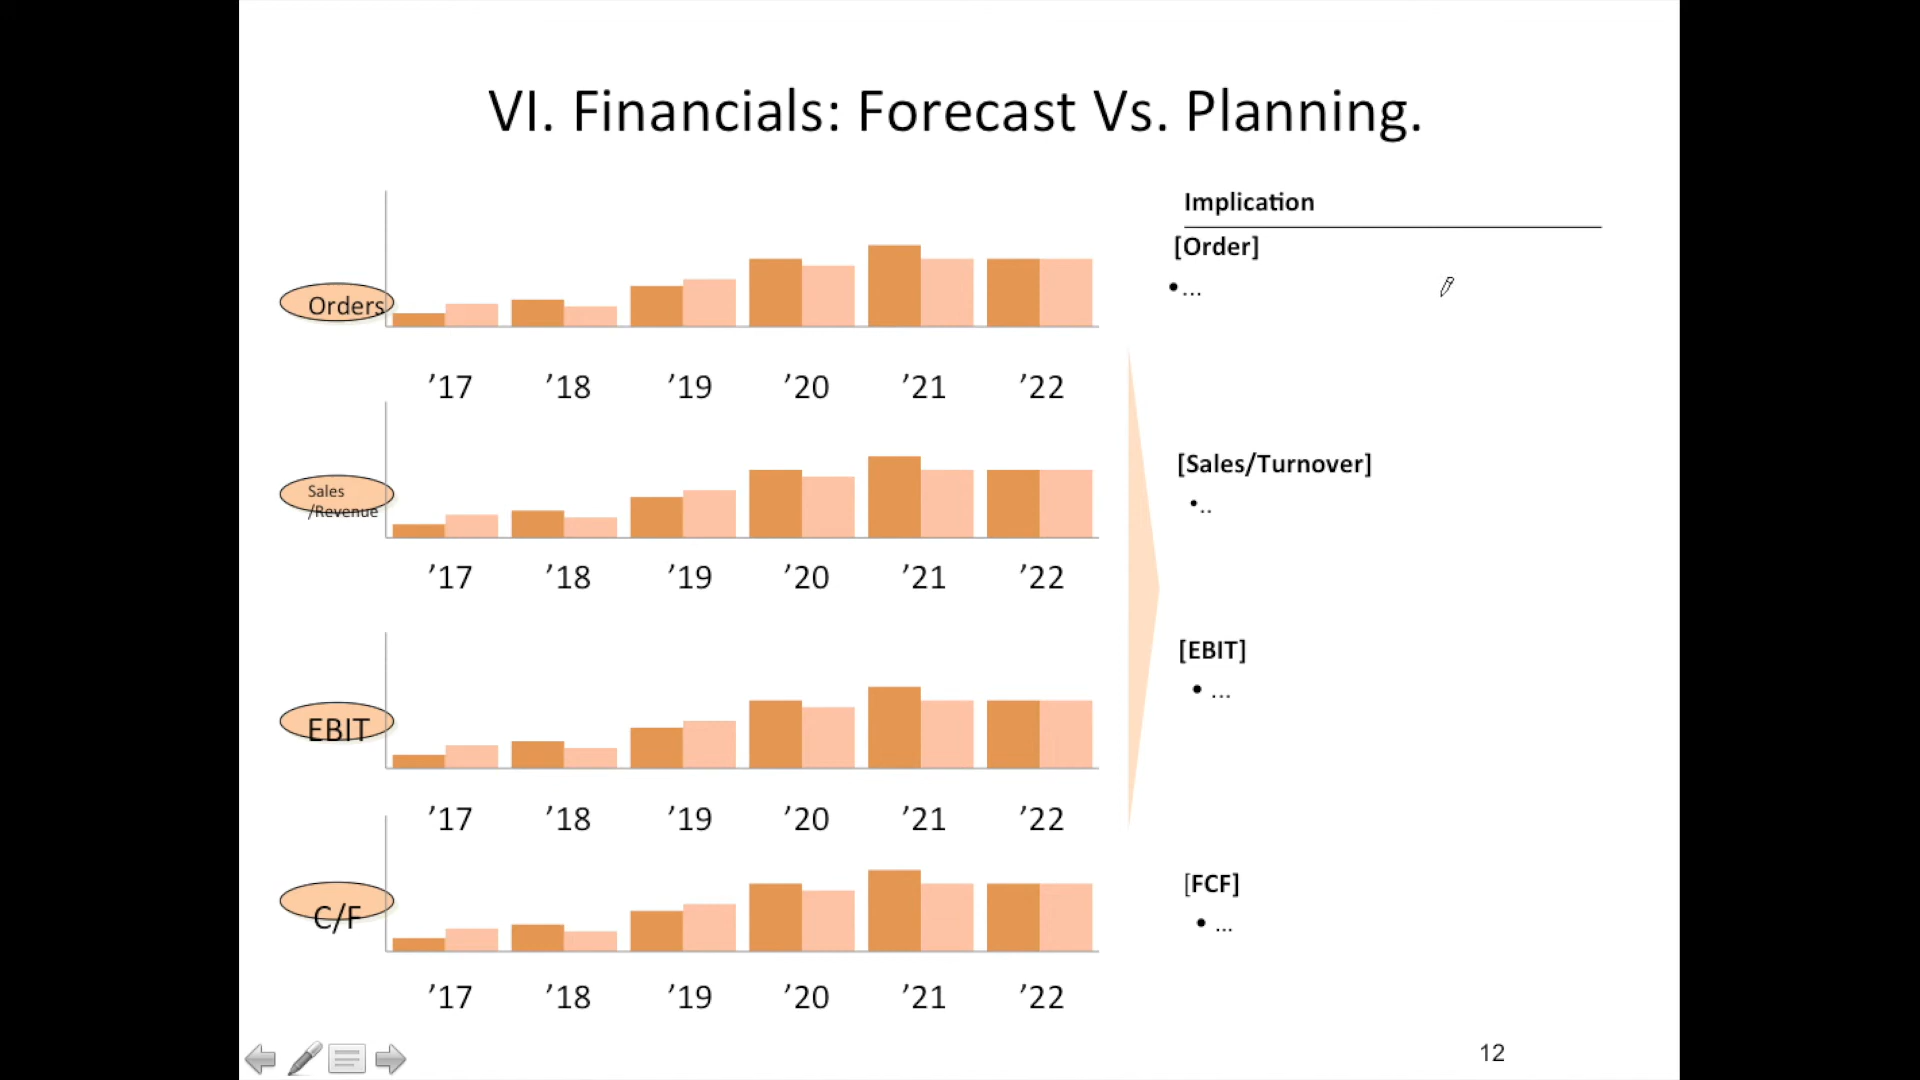 VI. Financials: Forecast Vs. Planning.
Orders
’17 ’18 ’19 ’20 ’21 ’22
Sales
/Revenue
’17 ’18 ’19 ’20 ’21 ’22
EBIT
’17 ’18 ’19 ’20 ’21 ’22
C/F
’17 ’18 ’19 ’20 ’21 ’22
Implication
[Order]
•...
[Sales/Turnover]
•..
[EBIT]
• ...
[FCF]
• ...
12